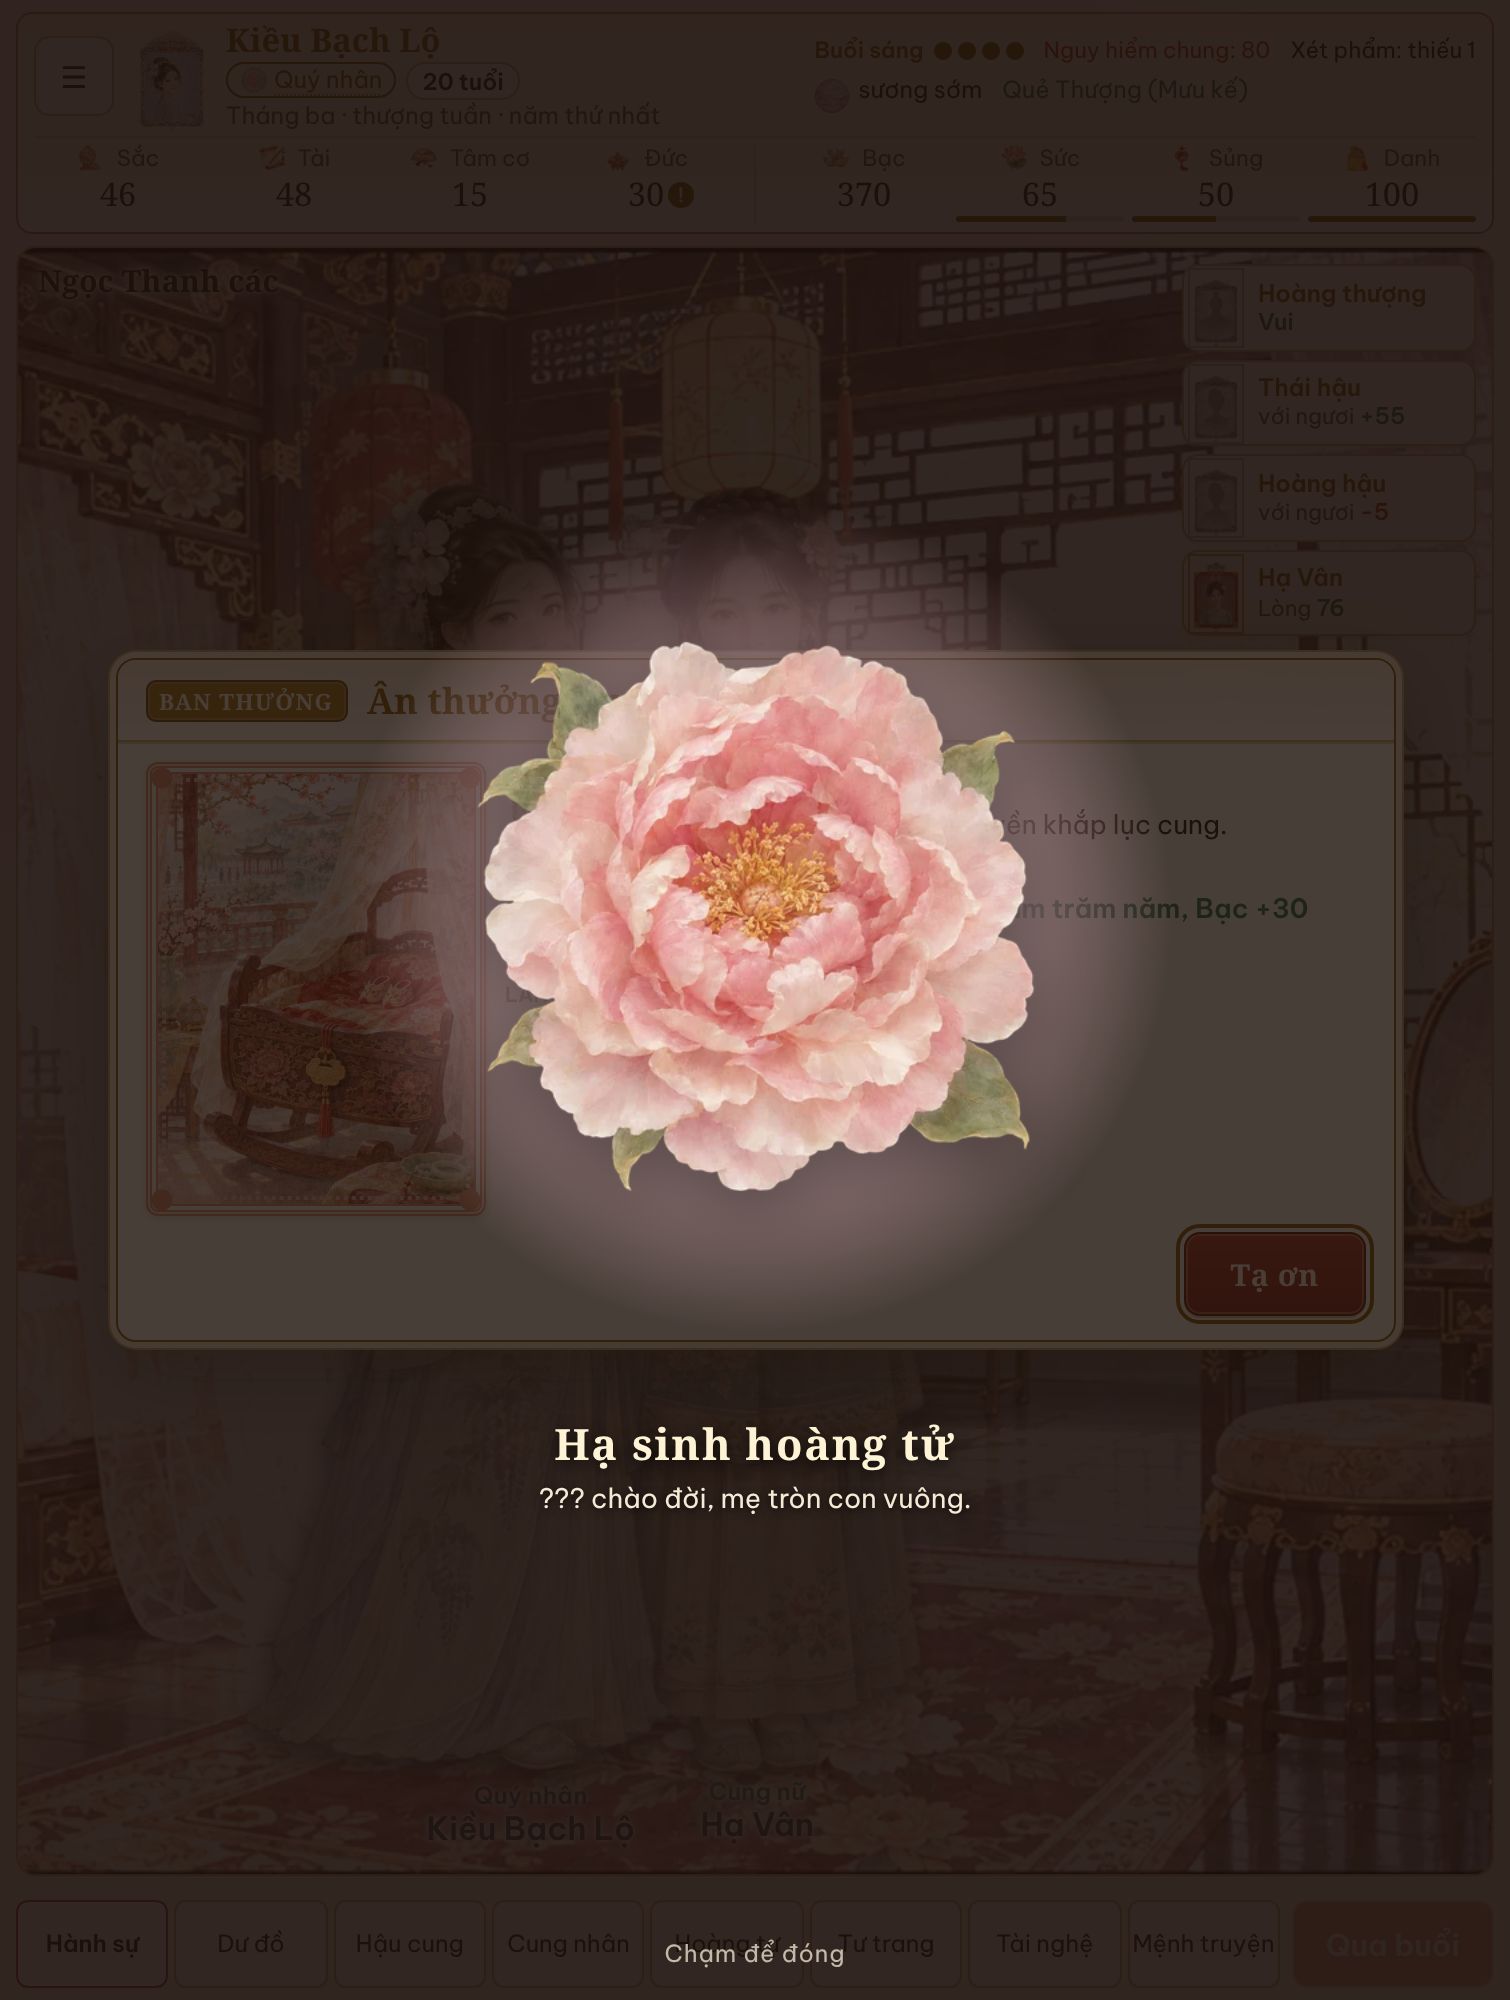 ☰
Kiều Bạch Lộ
Quý nhân
20 tuổi
Tháng ba · thượng tuần · năm thứ nhất
Buổi sáng
Nguy hiểm chung: 80
Xét phẩm: thiếu 1
sương sớm
Quẻ Thượng (Mưu kế)
Sắc
46
Tài
48
Tâm cơ
15
Đức
30 !
Bạc
370
Sức
65
Sủng
50
Danh
100
Ngọc Thanh các
Hoàng thượng
Vui
Thái hậu
với ngươi +55
Hoàng hậu
với ngươi -5
Hạ Vân
Lòng 76
BAN THƯỞNG
Ân thưởng
khắp lục cung.
trăm năm, Bạc +30
Tạ ơn
Hạ sinh hoàng tử
??? chào đời, mẹ tròn con vuông.
Quý nhân
Kiều Bạch Lộ
Cung nữ
Hạ Vân
Hành sự
Dư đồ
Hậu cung
Cung nhân
Hoàng tự
Tư trang
Tài nghệ
Mệnh truyện
Qua buổi
Chạm để đóng